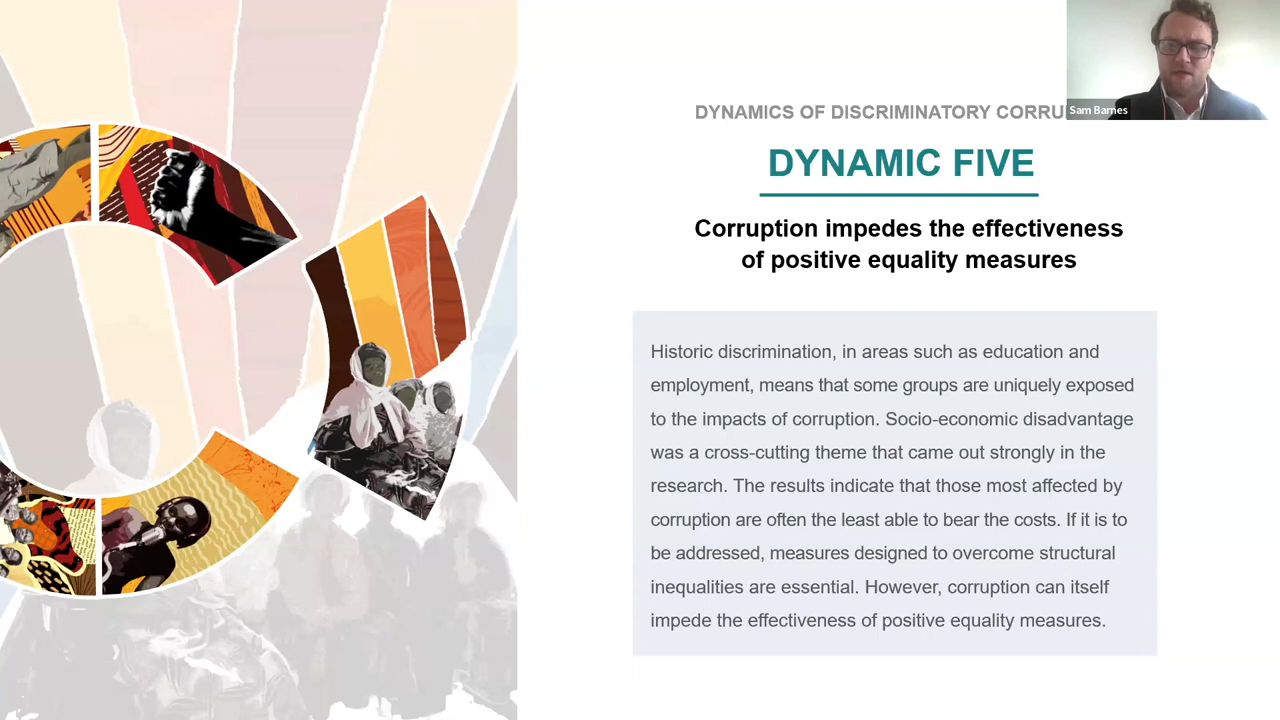 Sam Barnes
DYNAMICS OF DISCRIMINATORY
DYNAMIC FIVE
Corruption impedes the effectiveness
of positive equality measures
Historic discrimination, in areas such as education and
employment, means that some groups are uniquely exposed
to the impacts of corruption. Socio-economic disadvantage
was a cross-cutting theme that came out strongly in the
research. The results indicate that those most affected by
corruption are often the least able to bear the costs. If it is to
be addressed, measures designed to overcome structural
inequalities are essential. However, corruption can itself
impede the effectiveness of positive equality measures.